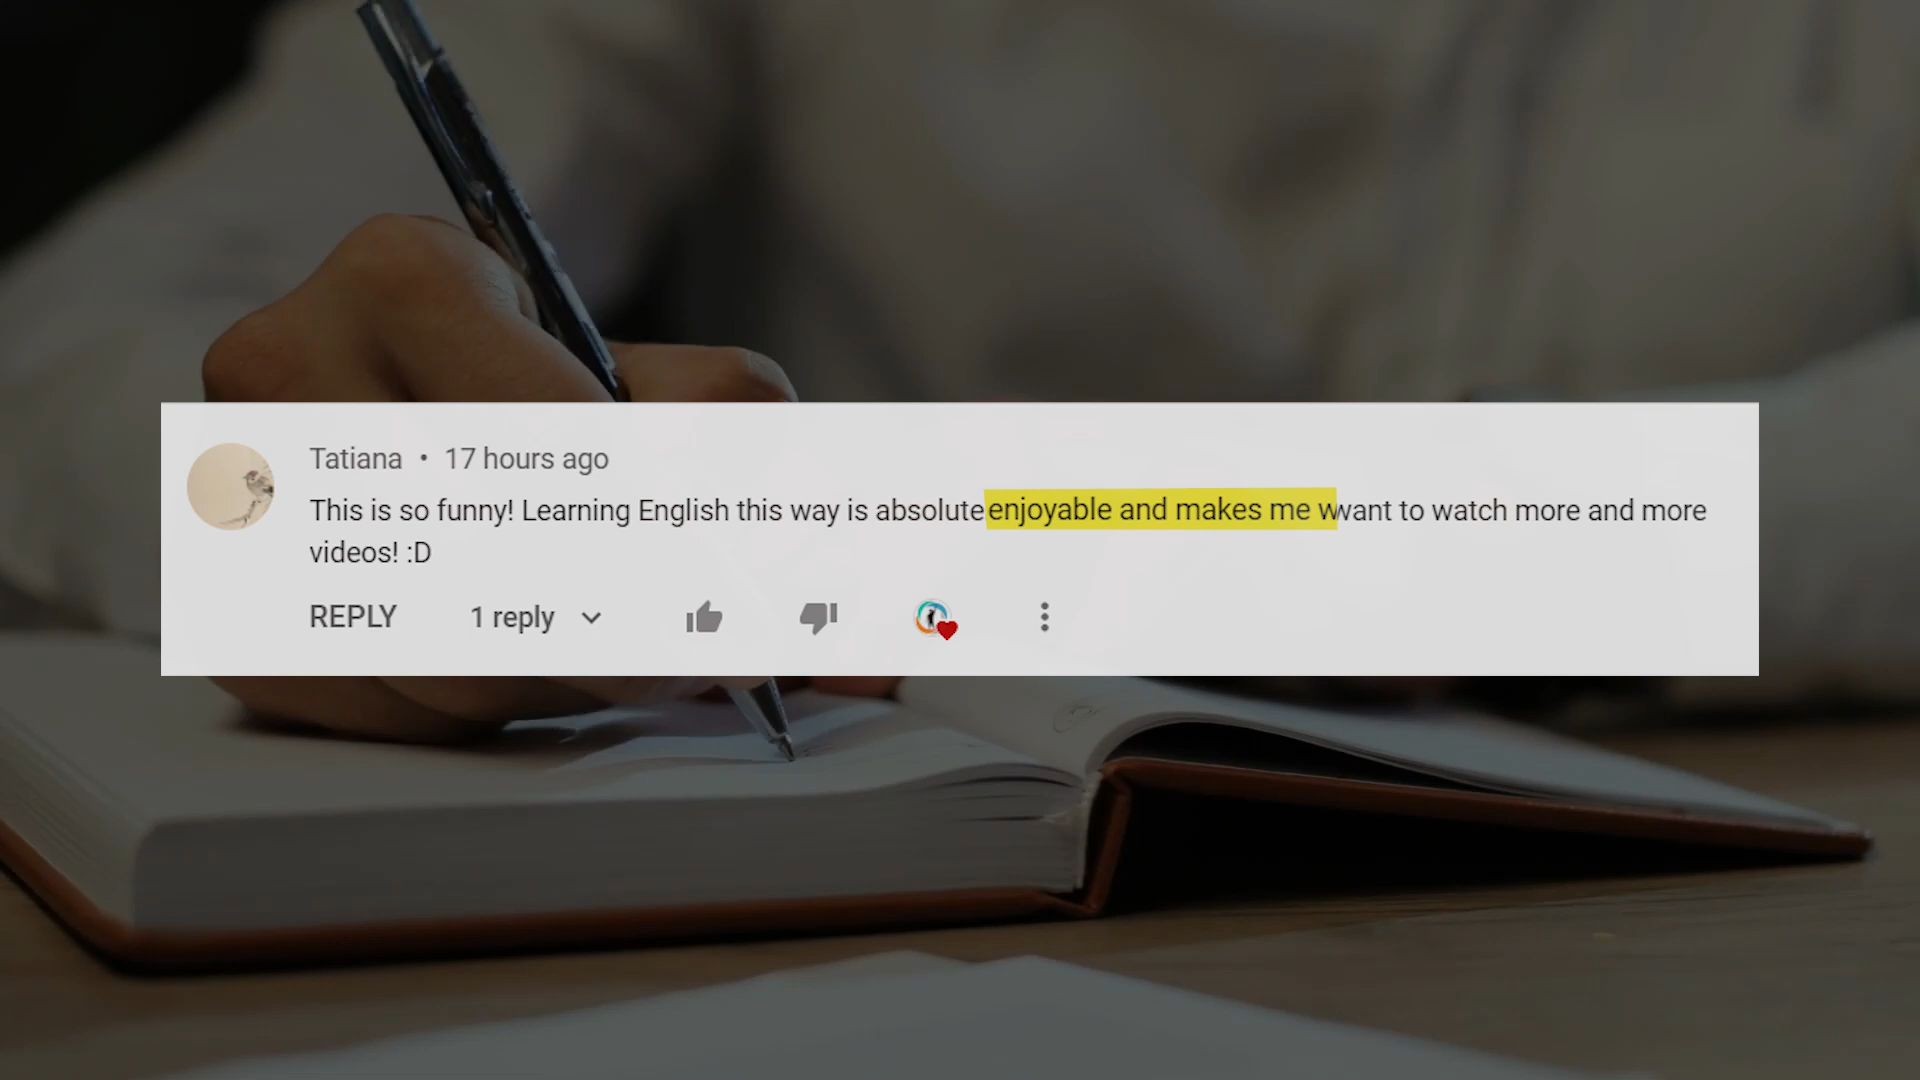 Tatiana • 17 hours ago
This is so funny! Learning English this way is absolute enjoyable and makes me want to watch more and more
videos! :D
REPLY 1 reply